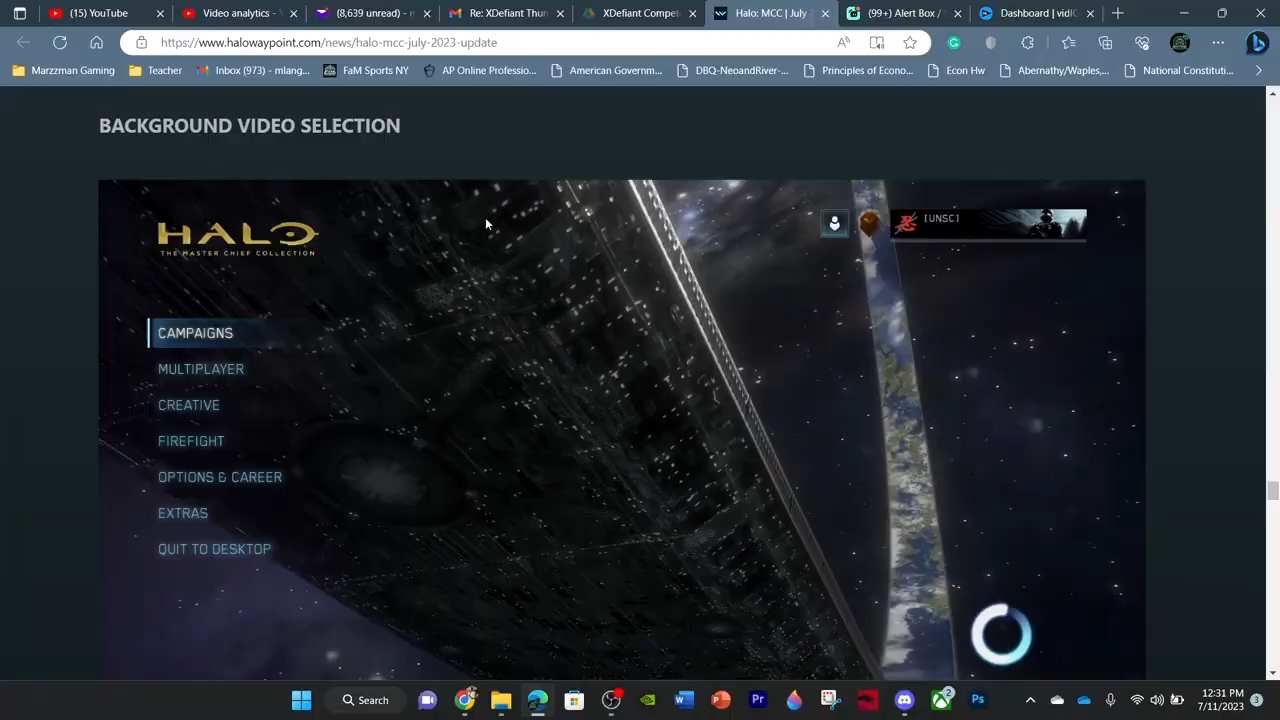 (15) YouTube
Video analytics -
(8,639 unread) -
Re: XDefiant Thun
XDefiant Compet
Halo: MCC | July
(99+) Alert Box /
Dashboard | vidI
https://www.halowaypoint.com/news/halo-mcc-july-2023-update
Marzzman Gaming
Teacher
Inbox (973) - mlang...
FaM Sports NY
AP Online Professio...
American Governm...
DBQ-NeoandRiver-...
Principles of Econo...
Econ Hw
Abernathy/Waples,...
National Constituti...
BACKGROUND VIDEO SELECTION
HALO
THE MASTER CHIEF COLLECTION
[UNSC]
CAMPAIGNS
MULTIPLAYER
CREATIVE
FIREFIGHT
OPTIONS & CAREER
EXTRAS
QUIT TO DESKTOP
Search
2
12:31 PM
7/11/2023
3